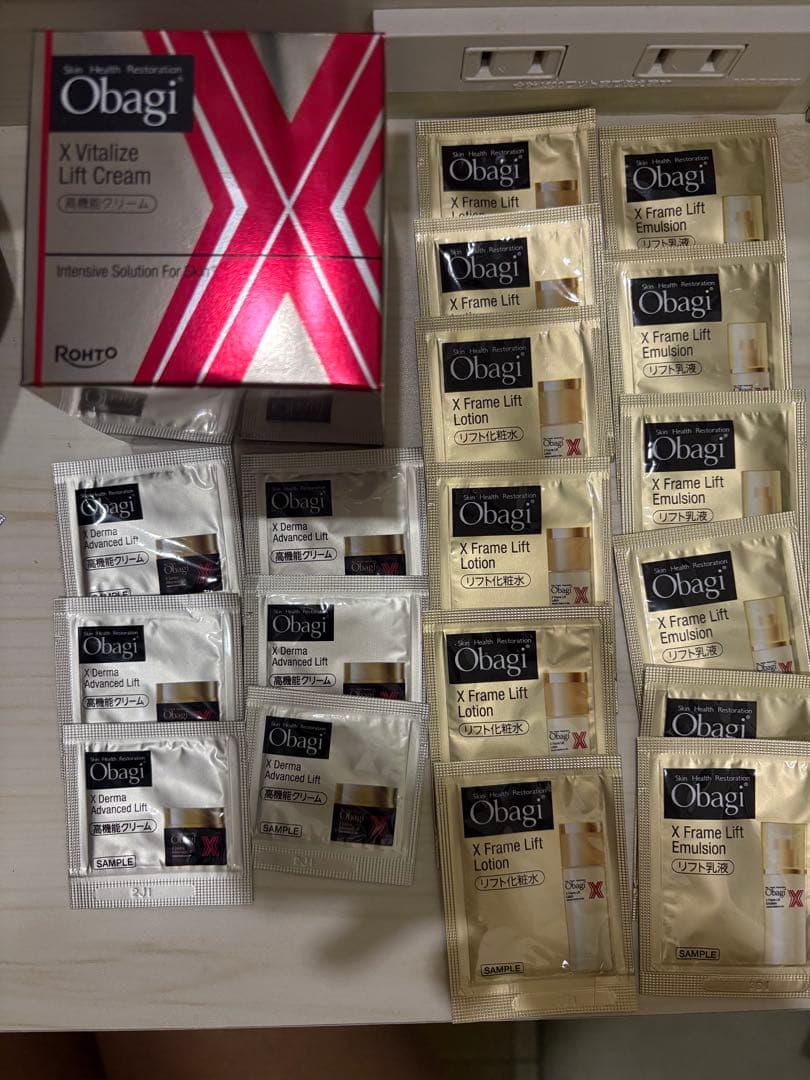 Skin Health Restoration
Obagi®
X Vitalize
Lift Cream
高機能クリーム
Intensive Solution For Skin
ROHTO
Skin Health Restoration
Obagi
X Derma
Advanced Lift
高機能クリーム
SAMPLE
Skin Health Restoration
Obagi
X Derma
Advanced Lift
高機能クリーム
Skin Health Restoration
Obagi
X Derma
Advanced Lift
高機能クリーム
SAMPLE
Skin Health Restoration
Obagi
X Derma
Advanced Lift
高機能クリーム
Obagi X
Skin Health Restoration
Obagi
X Derma
Advanced Lift
高機能クリーム
Obagi
X Derma
Advanced Lift
高機能クリーム
SAMPLE
Skin Health Restoration
Obagi
X Frame Lift
Lotion
Obagi
X Frame Lift
Skin Health Restoration
Obagi
X Frame Lift
Lotion
リフト化粧水
Obagi X
Skin Health Restoration
Obagi
X Frame Lift
Lotion
リフト化粧水
Obagi X
Skin Health Restoration
Obagi
X Frame Lift
Lotion
リフト化粧水
Obagi X
Skin Health Restoration
Obagi
X Frame Lift
Lotion
リフト化粧水
Obagi X
SAMPLE
Skin Health Restoration
Obagi
X Frame Lift
Emulsion
リフト乳液
Skin Health Restoration
Obagi
X Frame Lift
Emulsion
リフト乳液
Skin Health Restoration
Obagi
X Frame Lift
Emulsion
リフト乳液
Skin Health Restoration
Obagi
X Frame Lift
Emulsion
リフト乳液
Skin Health Restoration
Obagi
Skin Health Restoration
Obagi
X Frame Lift
Emulsion
リフト乳液
Obagi X
SAMPLE